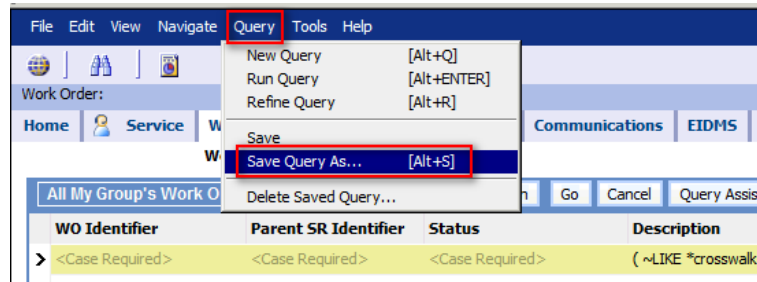 File Edit View Navigate Query Tools Help
New Query [Alt+Q]
Run Query [Alt+ENTER]
Refine Query [Alt+R]
Save
Save Query As... [Alt+S]
Delete Saved Query...
Work Order:
Home Service Communications EIDMS
All My Group's Work Go Cancel Query
WO Identifier Parent SR Identifier Status Description
<Case Required> <Case Required> <Case Required> ( ~LIKE *crosswalk